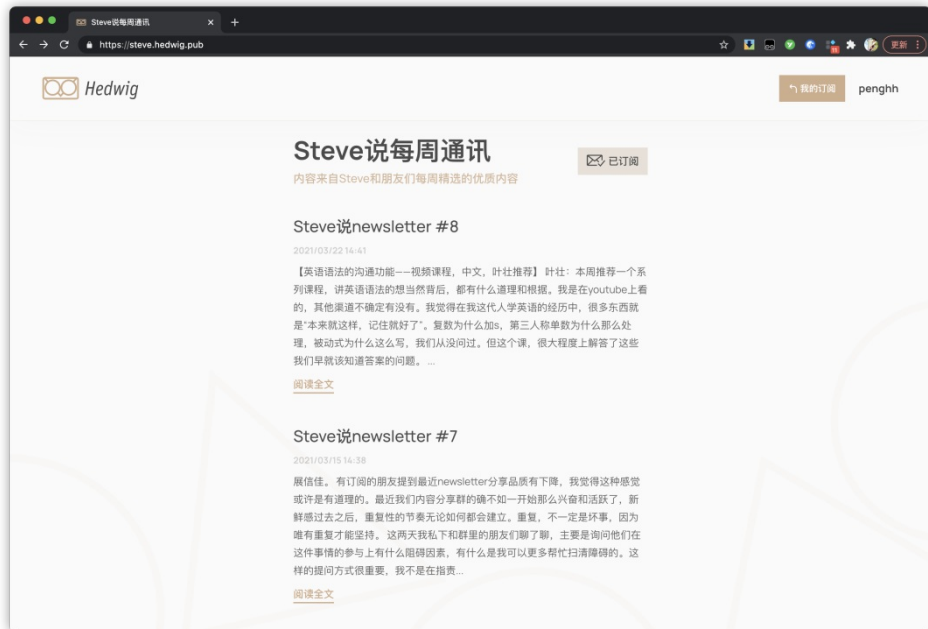 Steve说每周通讯
https://steve.hedwig.pub
更新
Hedwig
我的订阅
penghh
Steve说每周通讯
已订阅
内容来自Steve和朋友们每周精选的优质内容
Steve说newsletter #8
2021/03/22 14:41
【英语语法的沟通功能——视频课程，中文，叶壮推荐】 叶壮：本周推荐一个系
列课程，讲英语语法的想当然背后，都有什么道理和根据。我是在youtube上看
的，其他渠道不确定有没有。我觉得在我这代人学英语的经历中，很多东西就
是“本来就这样，记住就好了”。复数为什么加s，第三人称单数为什么那么处
理，被动式为什么这么写，我们从没问过。但这个课，很大程度上解答了这些
我们早就该知道答案的问题。 ...
阅读全文
Steve说newsletter #7
2021/03/15 14:38
展信佳。 有订阅的朋友提到最近newsletter分享品质有下降，我觉得这种感觉
或许是有道理的。最近我们内容分享群的确不如一开始那么兴奋和活跃了，新
鲜感过去之后，重复性的节奏无论如何都会建立。重复，不一定是坏事，因为
唯有重复才能坚持。 这两天我私下和群里的朋友们聊了聊，主要是询问他们在
这件事情的参与上有什么阻碍因素，有什么是我可以更多帮忙扫清障碍的。这
样的提问方式很重要，我不是在指责...
阅读全文